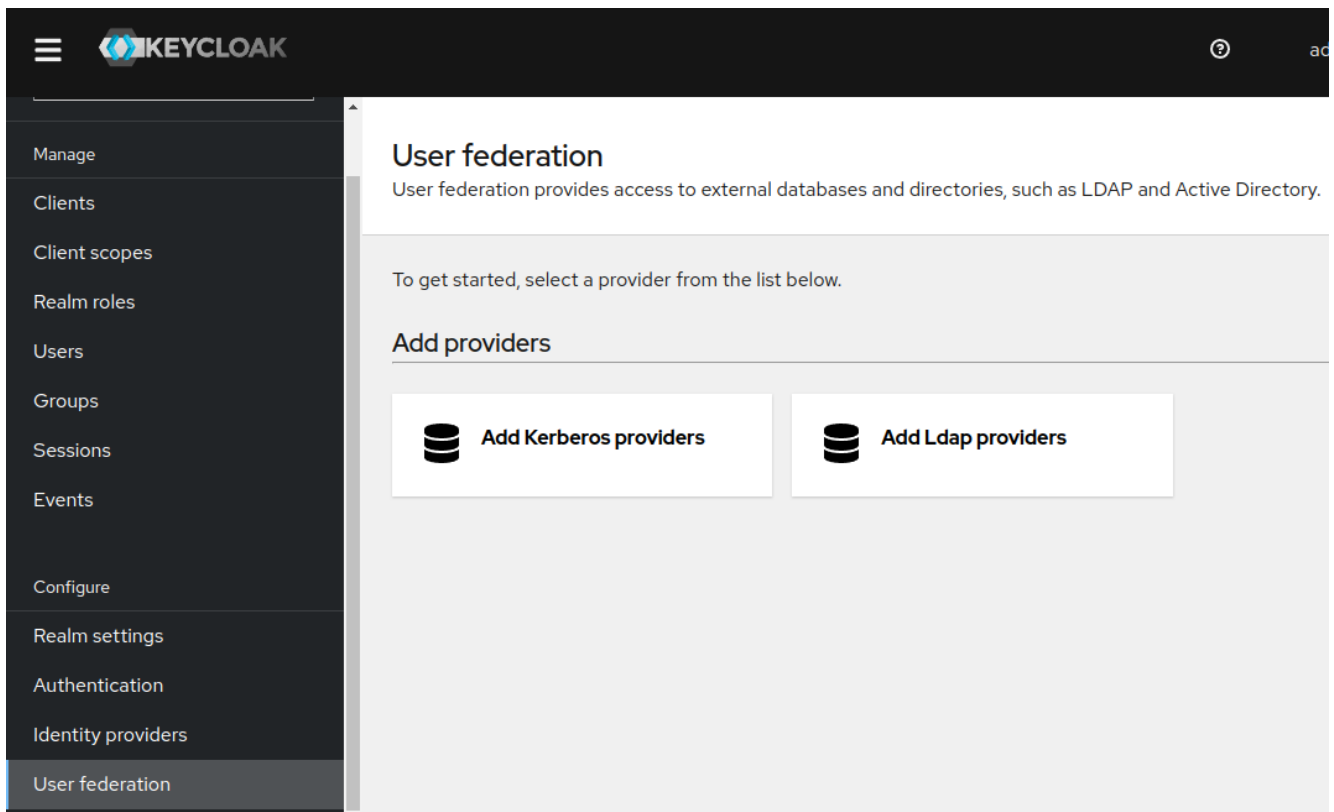 KEYCLOAK
Manage
Clients
Client scopes
Realm roles
Users
Groups
Sessions
Events
Configure
Realm settings
Authentication
Identity providers
User federation
User federation
User federation provides access to external databases and directories, such as LDAP and Active Directory.
To get started, select a provider from the list below.
Add providers
Add Kerberos providers
Add Ldap providers